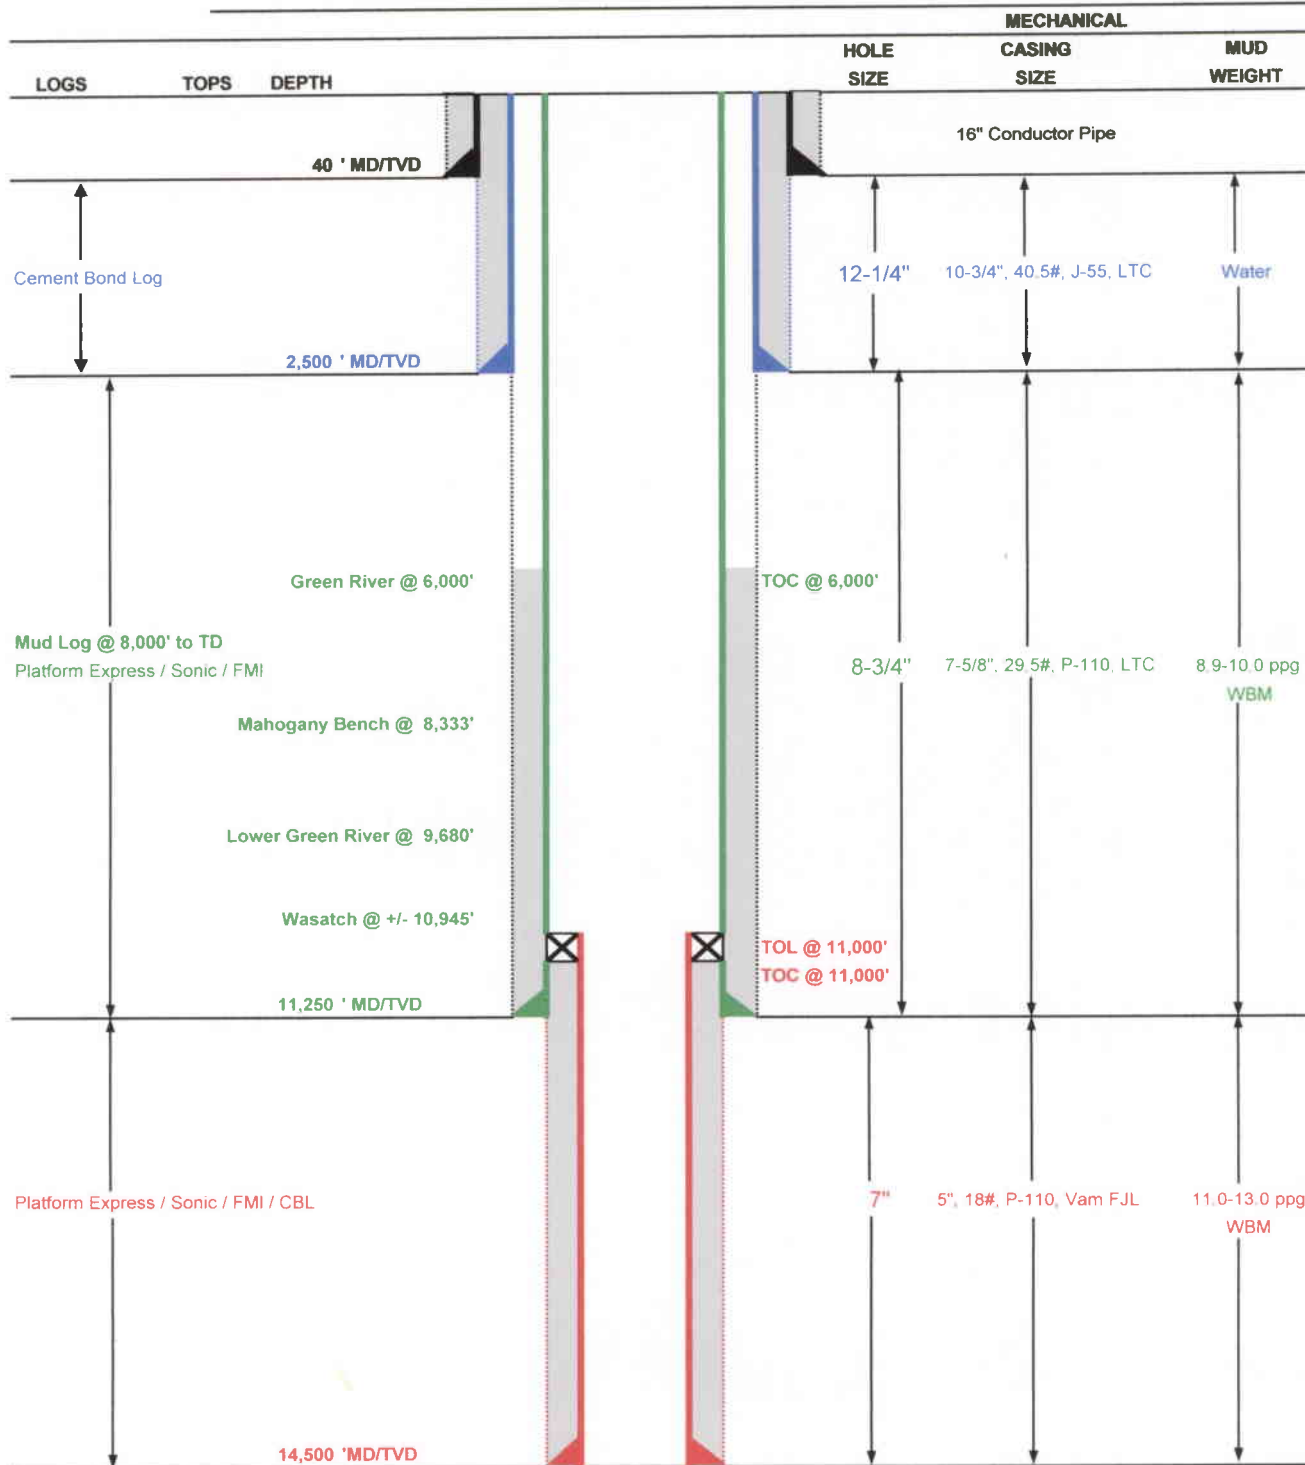 MECHANICAL
HOLE CASING MUD
LOGS TOPS DEPTH SIZE SIZE WEIGHT
16" Conductor Pipe
40 ' MD/TVD
Cement Bond Log 12-1/4" 10-3/4", 40.5#, J-55, LTC Water
2,500 ' MD/TVD
Green River @ 6,000' TOC @ 6,000'
Mud Log @ 8,000' to TD
Platform Express / Sonic / FMI 8-3/4" 7-5/8", 29.5#, P-110, LTC 8.9-10.0 ppg
WBM
Mahogany Bench @ 8,333'
Lower Green River @ 9,680'
Wasatch @ +/- 10,945'
TOL @ 11,000'
TOC @ 11,000'
11,250 ' MD/TVD
Platform Express / Sonic / FMI / CBL 7" 5", 18#, P-110, Vam FJL 11.0-13.0 ppg
WBM
14,500 'MD/TVD